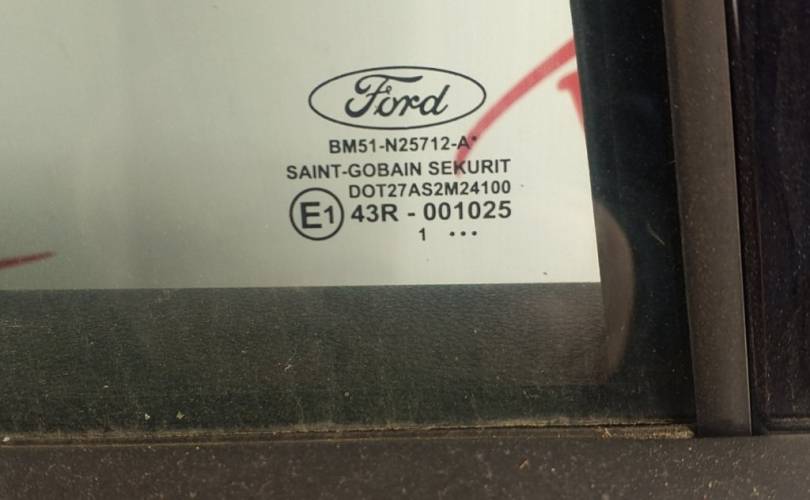 Ford
BM51-N25712-A*
SAINT-GOBAIN SEKURIT
DOT27AS2M24100
E1 43R - 001025
1 •••